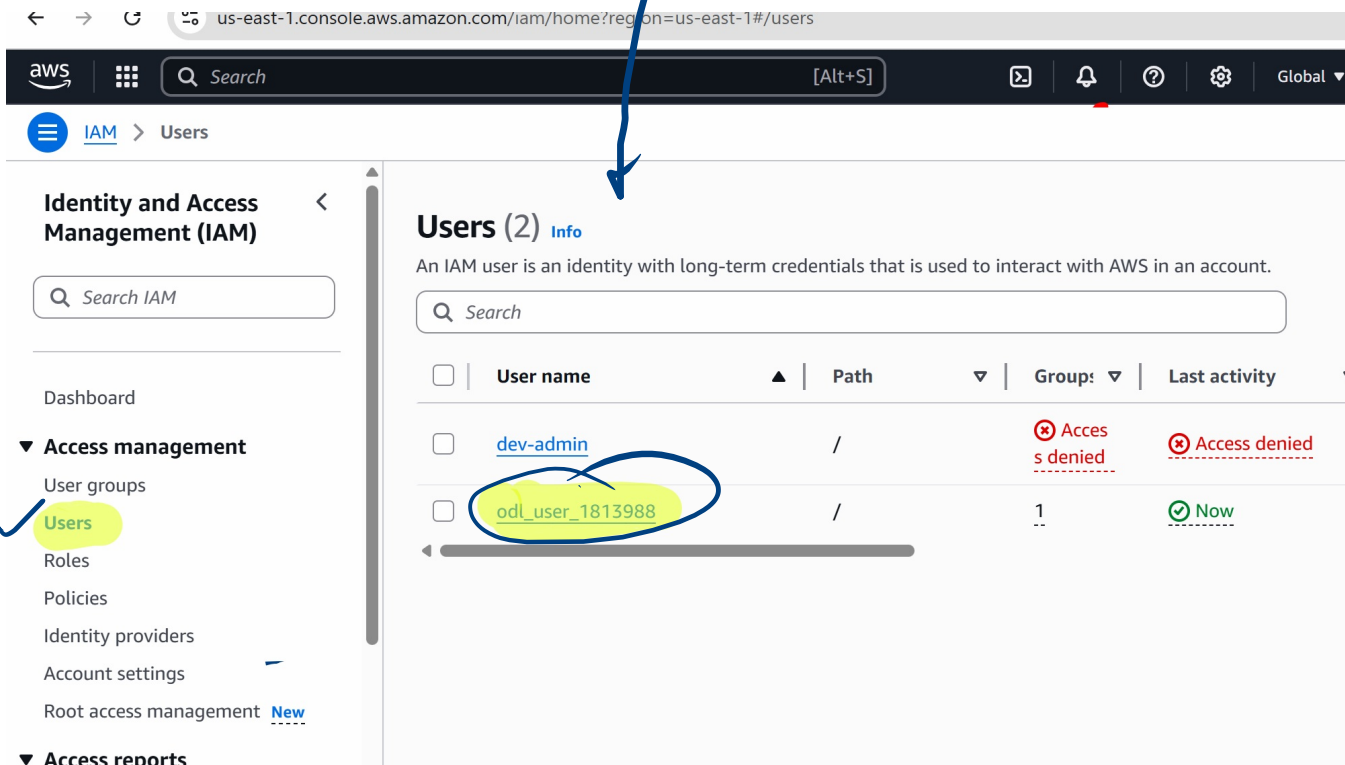 us-east-1.console.aws.amazon.com/iam/home?region=us-east-1#/users
aws
Search
[Alt+S]
Global
IAM > Users
Identity and Access
Management (IAM)
Search IAM
Dashboard
Access management
User groups
Users
Roles
Policies
Identity providers
Account settings
Root access management New
Access reports
Users (2) Info
An IAM user is an identity with long-term credentials that is used to interact with AWS in an account.
Search
User name Path Groups Last activity
dev-admin / Acces
s denied Access denied
odl_user_1813988 / 1 Now